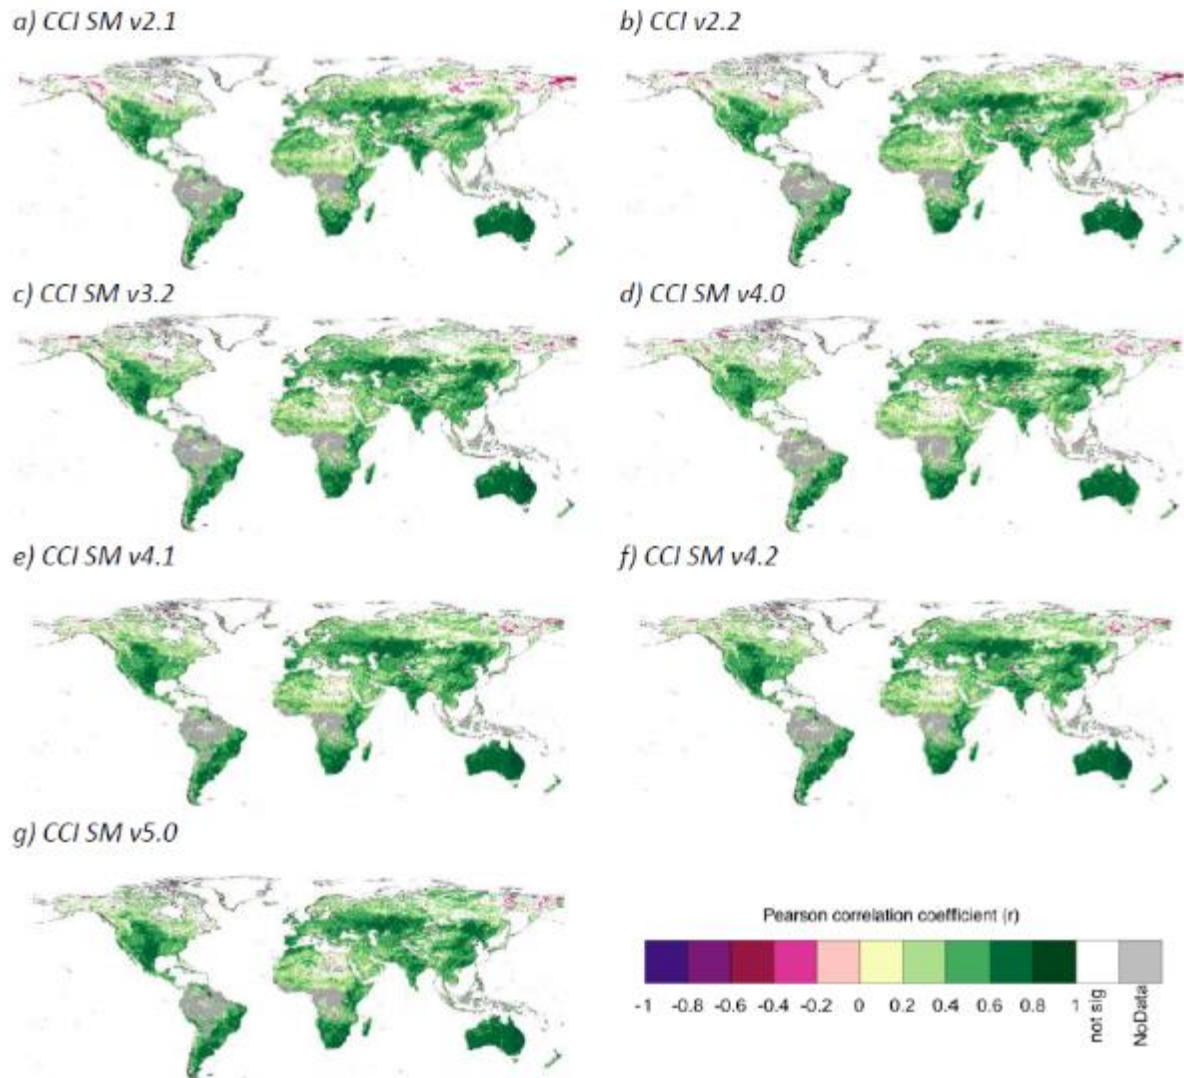 a) CCI SM v2.1
b) CCI v2.2
c) CCI SM v3.2
d) CCI SM v4.0
e) CCI SM v4.1
f) CCI SM v4.2
g) CCI SM v5.0
Pearson correlation coefficient (r)
-1 -0.8 -0.6 -0.4 -0.2 0 0.2 0.4 0.6 0.8 1 not sig NoData